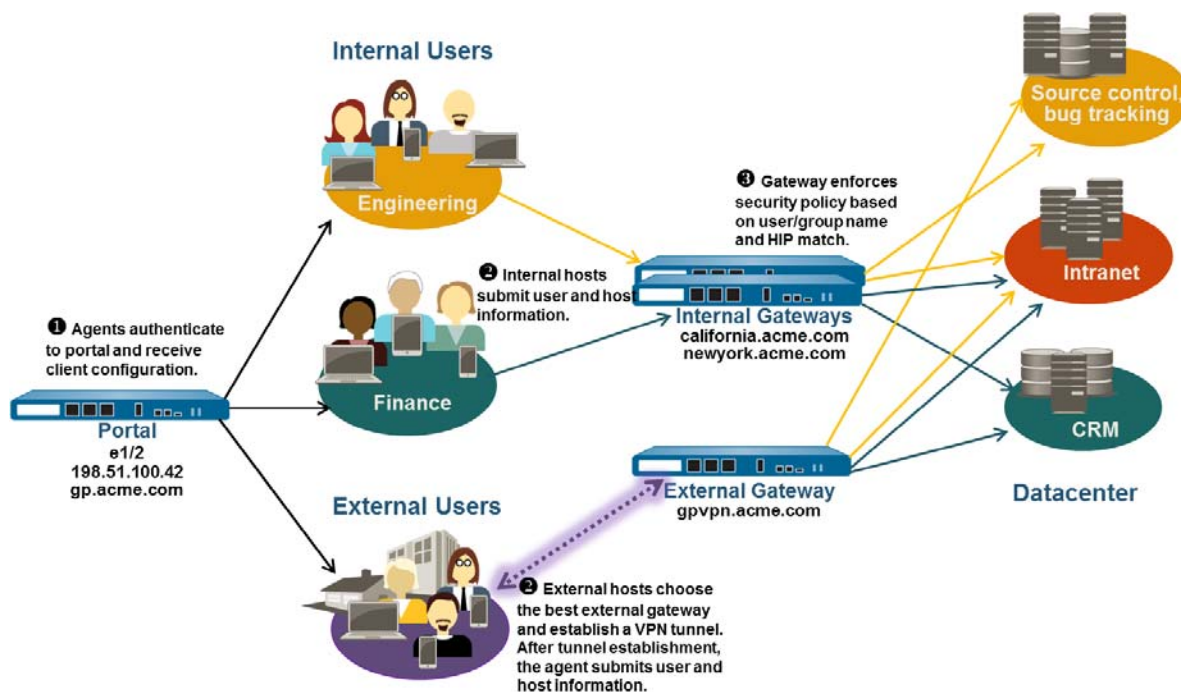 Internal Users
Engineering
❷ Internal hosts
submit user and host
information.
Finance
❶ Agents authenticate
to portal and receive
client configuration.
Portal
e1/2
198.51.100.42
gp.acme.com
External Users
❷ External hosts choose
the best external gateway
and establish a VPN tunnel.
After tunnel establishment,
the agent submits user and
host information.
❸ Gateway enforces
security policy based
on user/group name
and HIP match.
Internal Gateways
california.acme.com
newyork.acme.com
External Gateway
gpvpn.acme.com
Source control,
bug tracking
Intranet
CRM
Datacenter